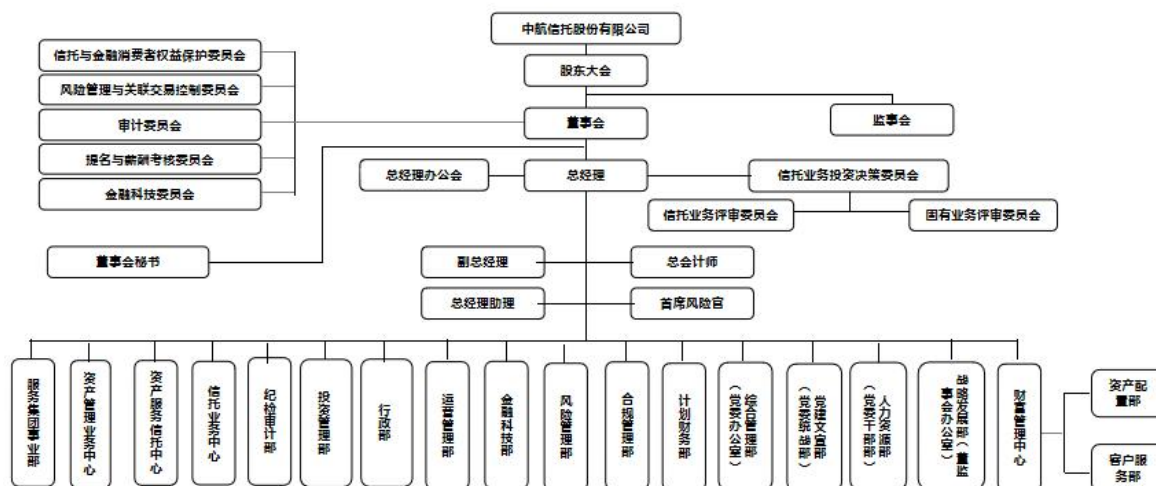 中航信托股份有限公司
股东大会
信托与金融消费者权益保护委员会
风险管理与关联交易控制委员会
审计委员会
提名与薪酬考核委员会
金融科技委员会
董事会
监事会
总经理办公会
总经理
信托业务投资决策委员会
信托业务评审委员会
固有业务评审委员会
董事会秘书
副总经理
总会计师
总经理助理
首席风险官
服务集团事业部
资产管理业务中心
资产服务信托中心
信托业务中心
纪检审计部
投资管理部
行政部
运营管理部
金融科技部
风险管理部
合规管理部
计划财务部
综合管理部
（党委办公室）
党建文宣部
（党委统战部）
人力资源部
（党委干部部）
战略发展部（董监
事会办公室）
财富管理中心
资产配
置部
客户服
务部